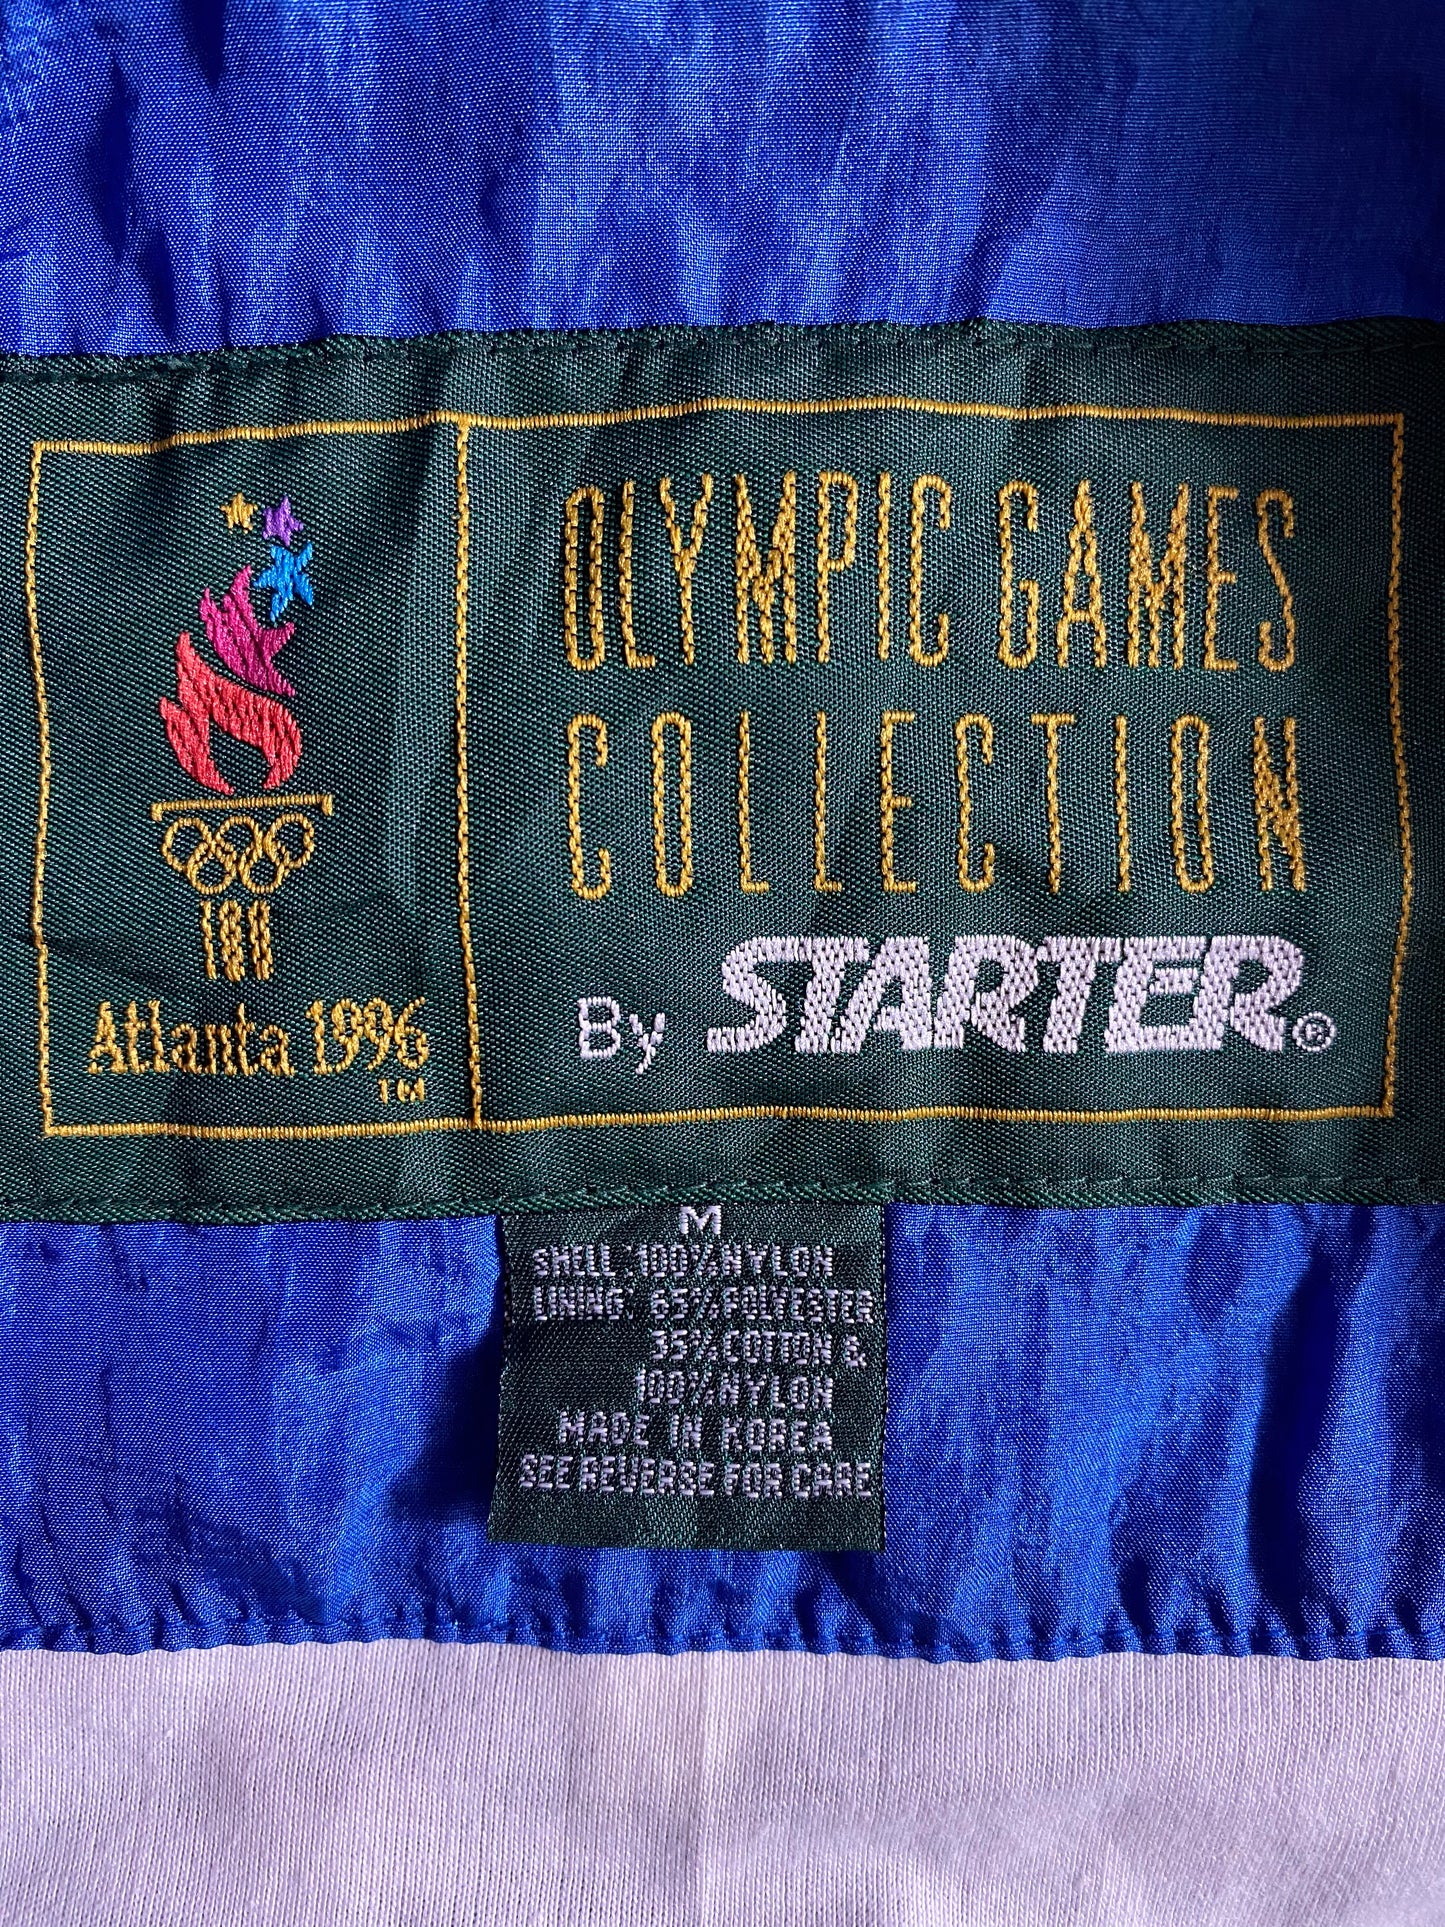 100
Atlanta 1996
TM
OLYMPIC GAMES
COLLECTION
By STARTER®
M
SHELL 100% NYLON
LINING 65% POLYESTER
35% COTTON &
100% NYLON
MADE IN KOREA
SEE REVERSE FOR CARE